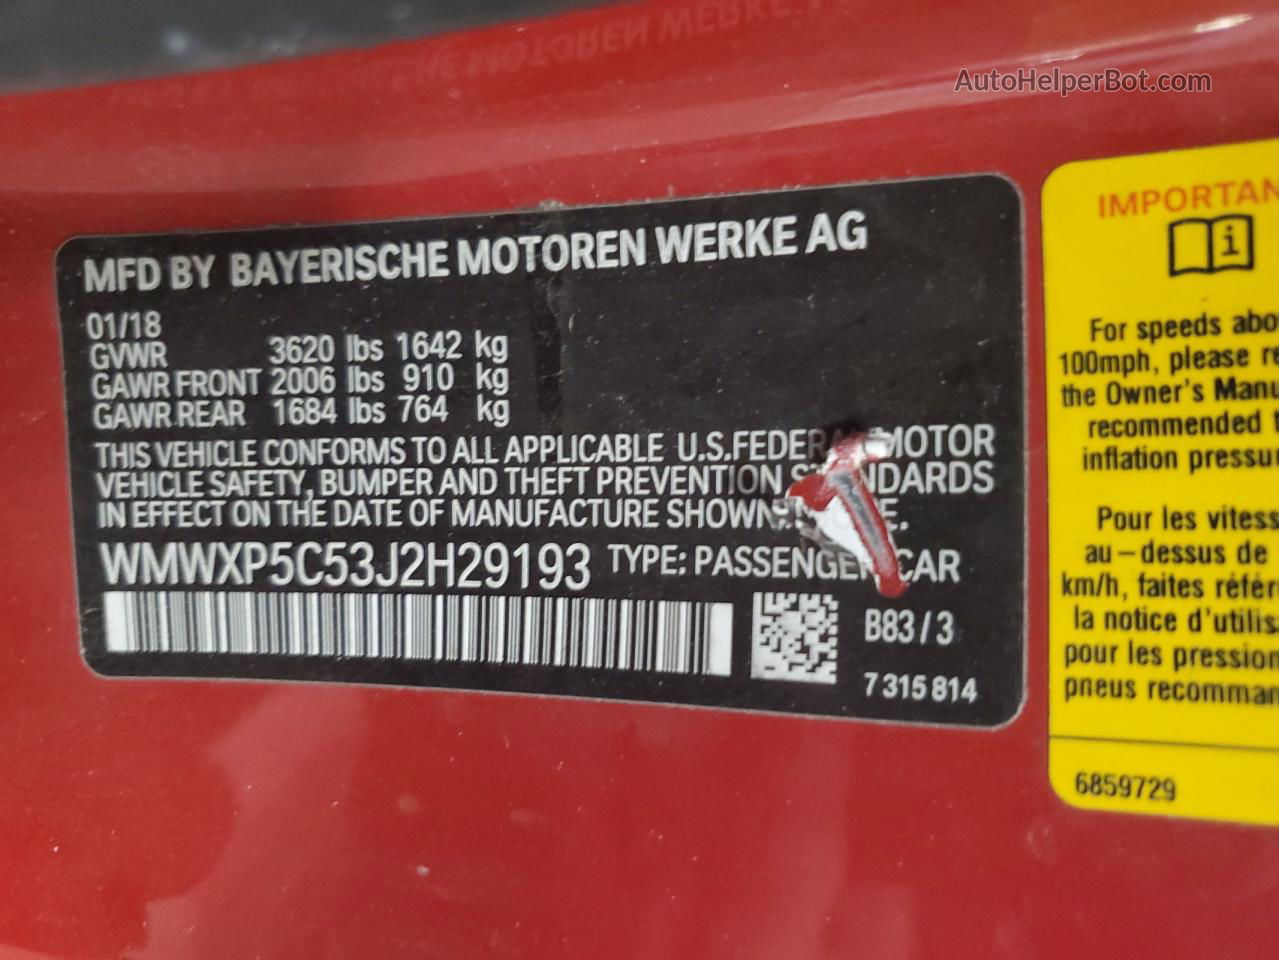 AutoHelperBot.com
MFD BY BAYERISCHE MOTOREN WERKE AG
01/18
GVWR 3620 lbs 1642 kg
GAWR FRONT 2006 lbs 910 kg
GAWR REAR 1684 lbs 764 kg
THIS VEHICLE CONFORMS TO ALL APPLICABLE U.S.FEDERAL MOTOR
VEHICLE SAFETY, BUMPER AND THEFT PREVENTION STANDARDS
IN EFFECT ON THE DATE OF MANUFACTURE SHOWN
WMWXP5C53J2H29193 TYPE: PASSENGER CAR
B83/3
7 315 814
IMPORTAN
i
For speeds abo
100mph, please re
the Owner's Manu
recommended t
inflation pressu
Pour les vitess
au-dessus de
km/h, faites référ
la notice d'utilis
pour les pression
pneus recomman
6859729